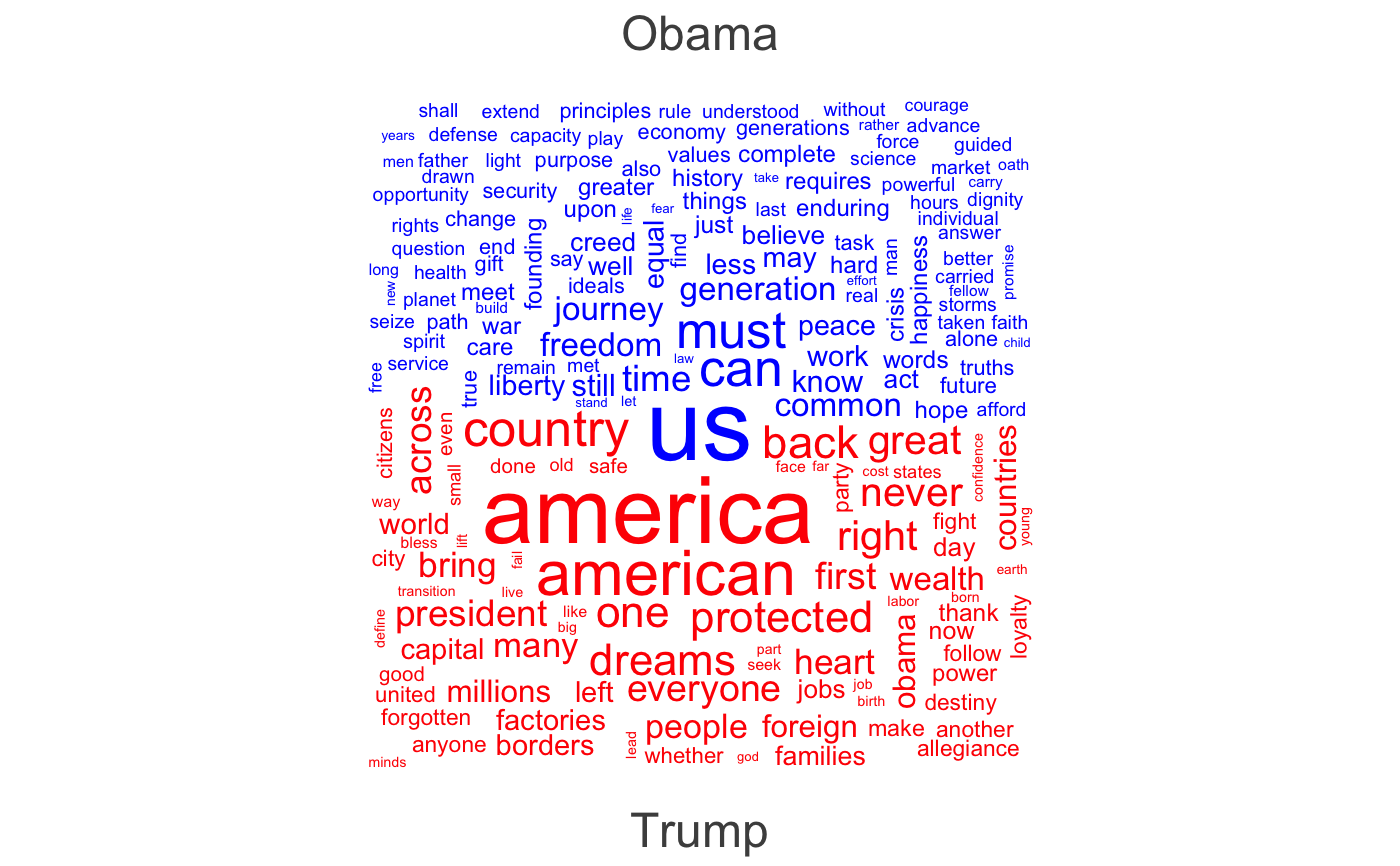 Obama
shall extend principles rule understood without courage
years defense capacity play economy generations rather advance
force guided
men father light purpose also values complete science market oath
drawn
opportunity security greater history take requires powerful carry
upon life fear things last enduring hours dignity
rights change founding equal find just individual
question end creed believe task man answer
say well less may hard happiness better
long health gift ideals effort carried promise
new planet meet generation real crisis fellow
build journey storms
seize path war must peace taken faith
spirit care freedom alone child
service law work words
free remain met can truths
true liberty still time know act future
stand let us common hope afford
citizens across even country back great countries
done old safe face far cost states confidence
small party never
way america
world right fight young
bless lift day
city bring fail american first wealth earth
transition live labor born
define president like one protected thank
big now loyalty
capital many part heart obama follow
good dreams seek power
united millions left everyone jobs job
birth destiny
forgotten factories people foreign make another
anyone borders lead whether god families allegiance
minds
Trump